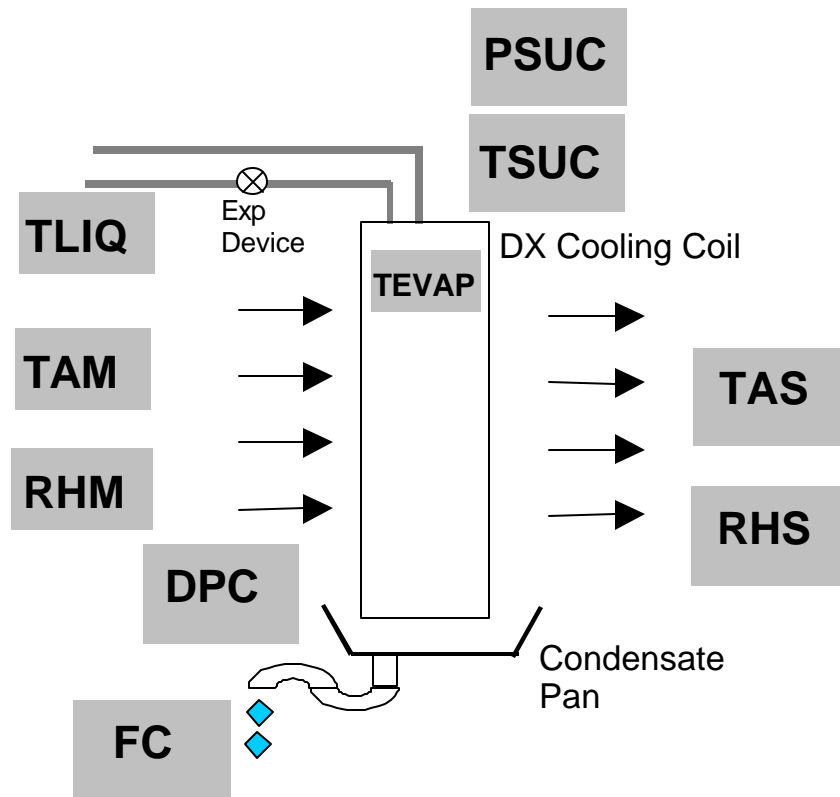 PSUC
TSUC
TLIQ
Exp
Device
DX Cooling Coil
TEVAP
TAM
TAS
RHM
RHS
DPC
Condensate
Pan
FC